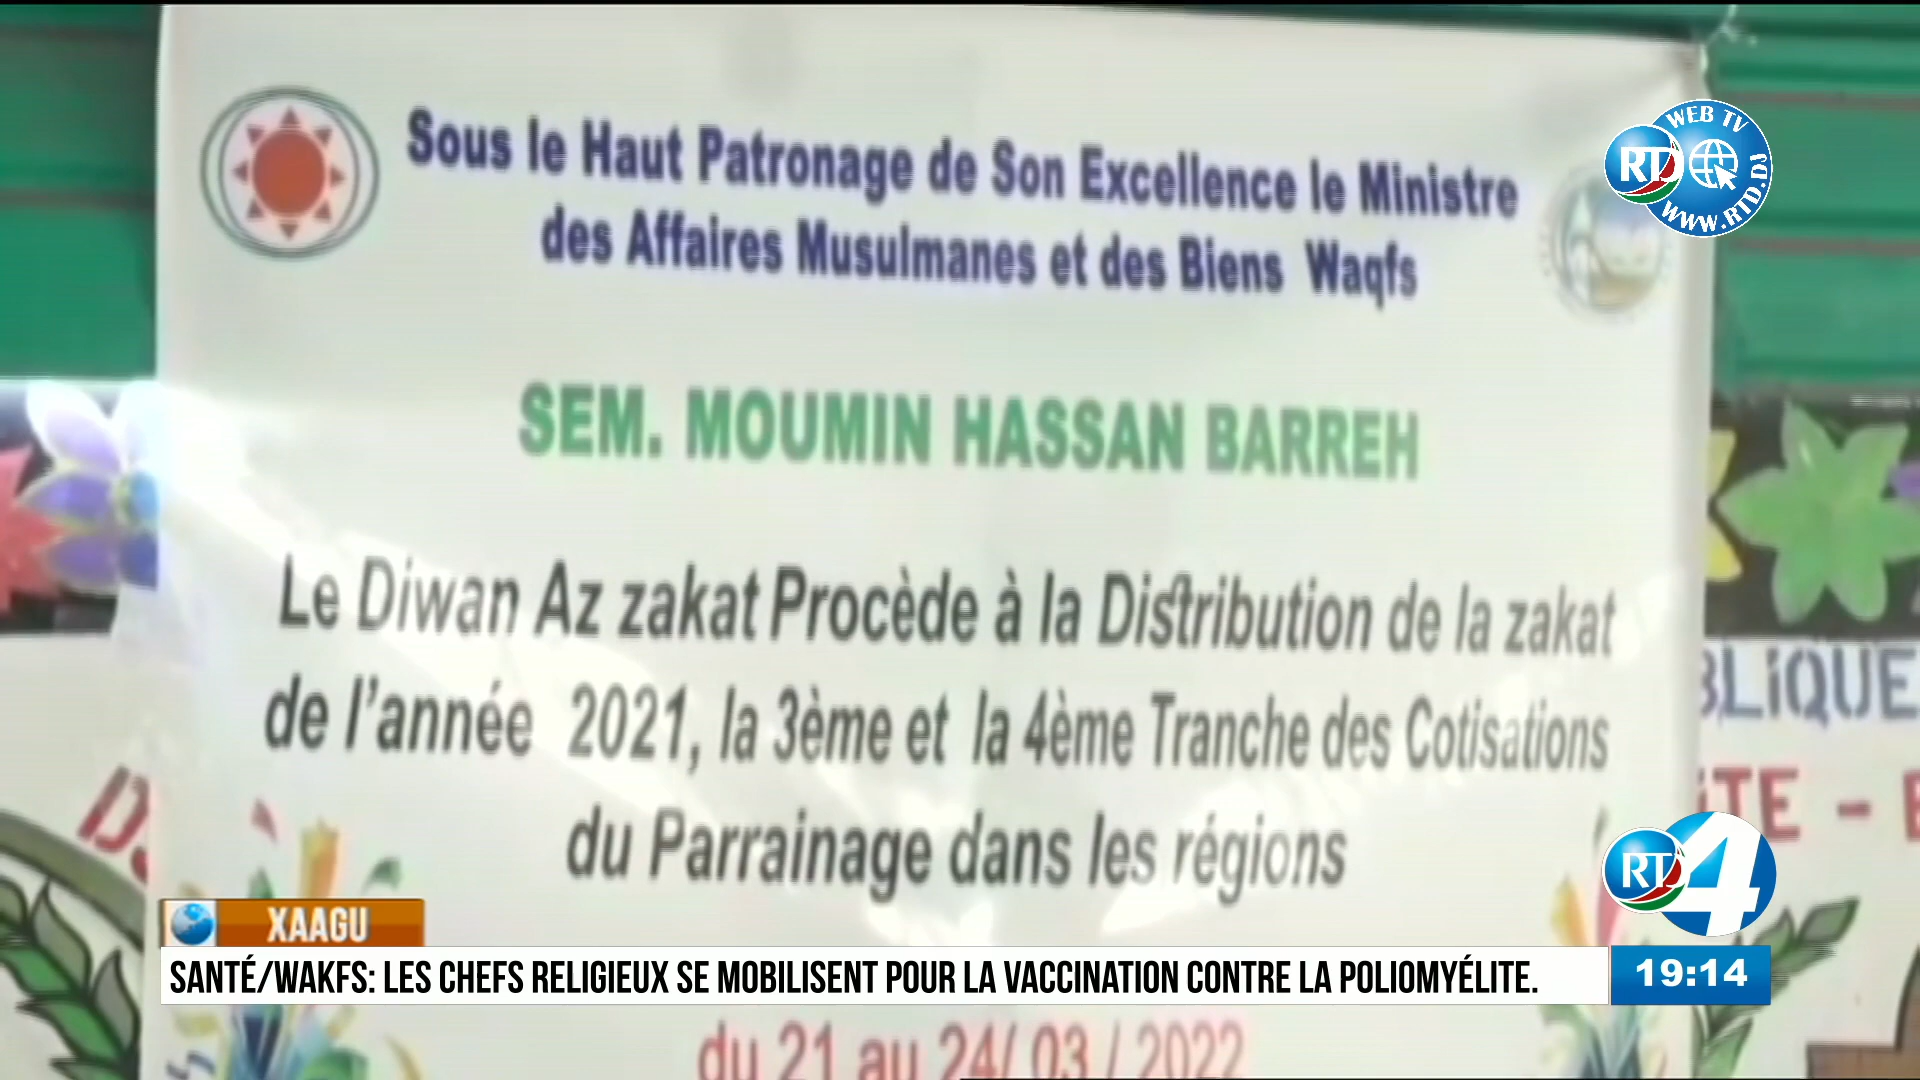 Sous le Haut Patronage de Son Excellence le Ministre
des Affaires Musulmanes et des Biens Waqfs
SEM. MOUMIN HASSAN BARREH
Le Diwan Az zakat Procède à la Distribution de la zakat
de l'année 2021, la 3ème et la 4ème Tranche des Cotisations
du Parrainage dans les régions
du 21 au 24/ 03 / 2022
BLiQUE
iTE - E
WEB TV
RTD
WWW.RTD.DJ
RTD 4
XAAGU
SANTÉ/WAKFS: LES CHEFS RELIGIEUX SE MOBILISENT POUR LA VACCINATION CONTRE LA POLIOMYÉLITE.
19:14